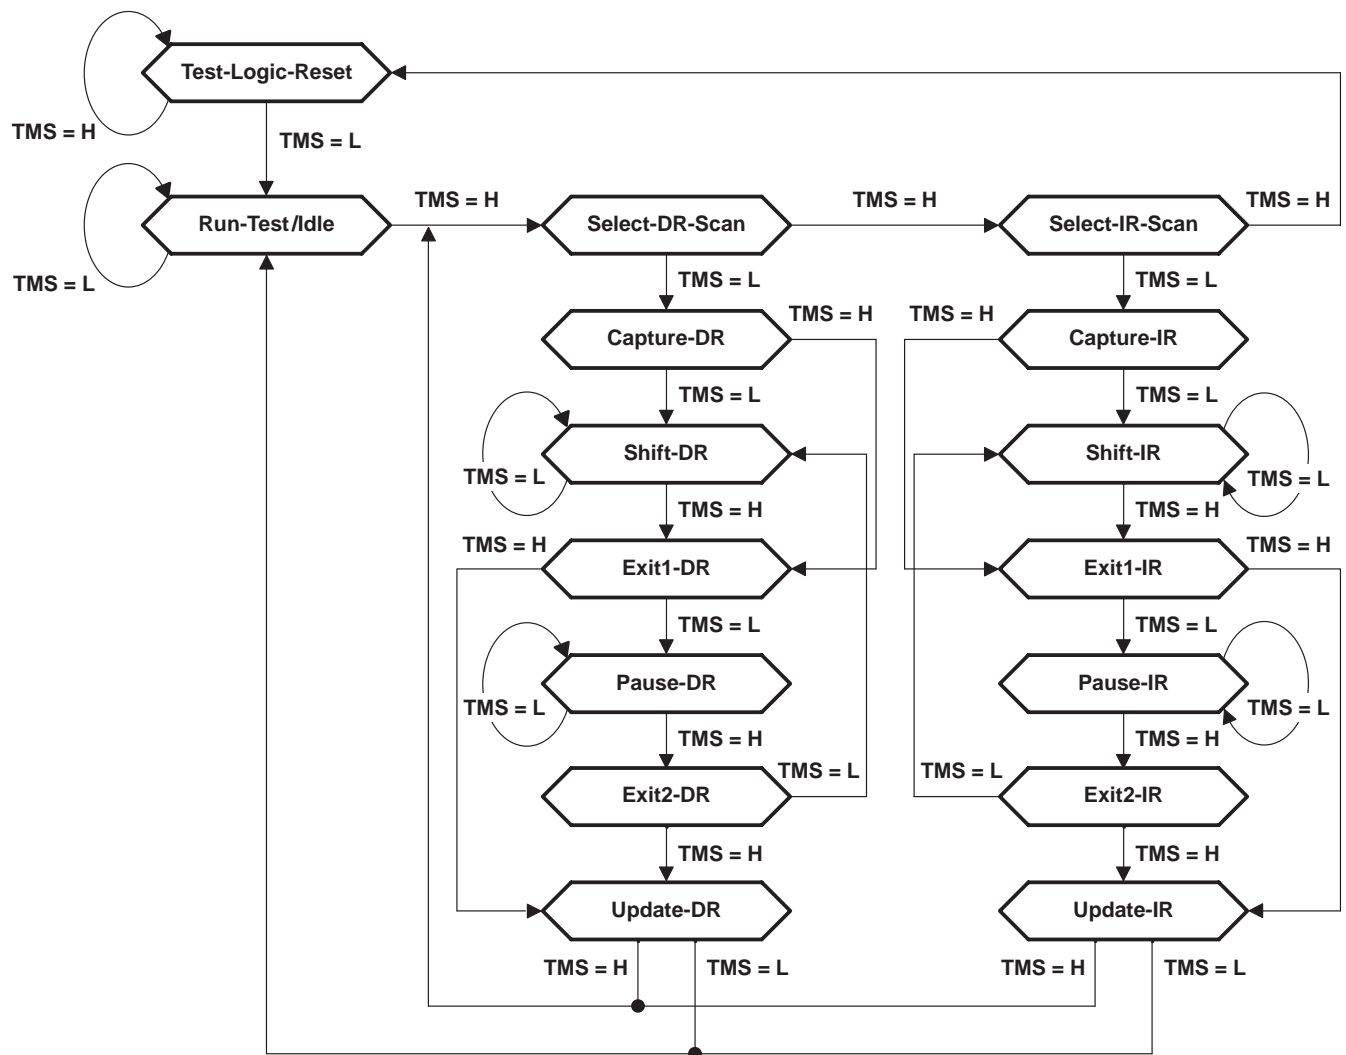 Test-Logic-Reset
TMS = H
TMS = L
TMS = H
TMS = H
TMS = H
Run-Test/Idle
Select-DR-Scan
Select-IR-Scan
TMS = L
TMS = L
TMS = L
TMS = H
TMS = H
Capture-DR
Capture-IR
TMS = L
TMS = L
Shift-DR
Shift-IR
TMS = L
TMS = L
TMS = H
TMS = H
TMS = H
TMS = H
Exit1-DR
Exit1-IR
TMS = L
TMS = L
Pause-DR
Pause-IR
TMS = L
TMS = L
TMS = H
TMS = H
TMS = L
TMS = L
Exit2-DR
Exit2-IR
TMS = H
TMS = H
Update-DR
Update-IR
TMS = H
TMS = L
TMS = H
TMS = L